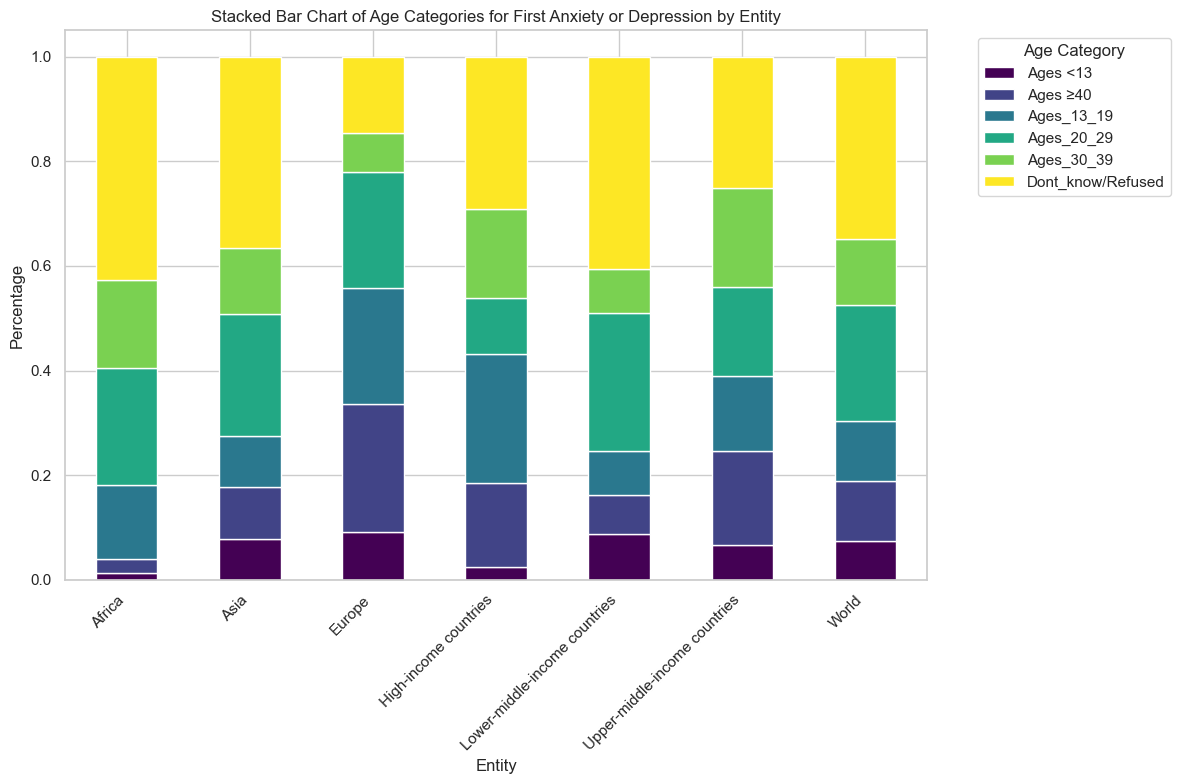 Stacked Bar Chart of Age Categories for First Anxiety or Depression by Entity
Percentage
1.0
0.8
0.6
0.4
0.2
0.0
Africa
Asia
Europe
High-income countries
Lower-middle-income countries
Upper-middle-income countries
World
Entity
Age Category
Ages <13
Ages ≥40
Ages_13_19
Ages_20_29
Ages_30_39
Dont_know/Refused